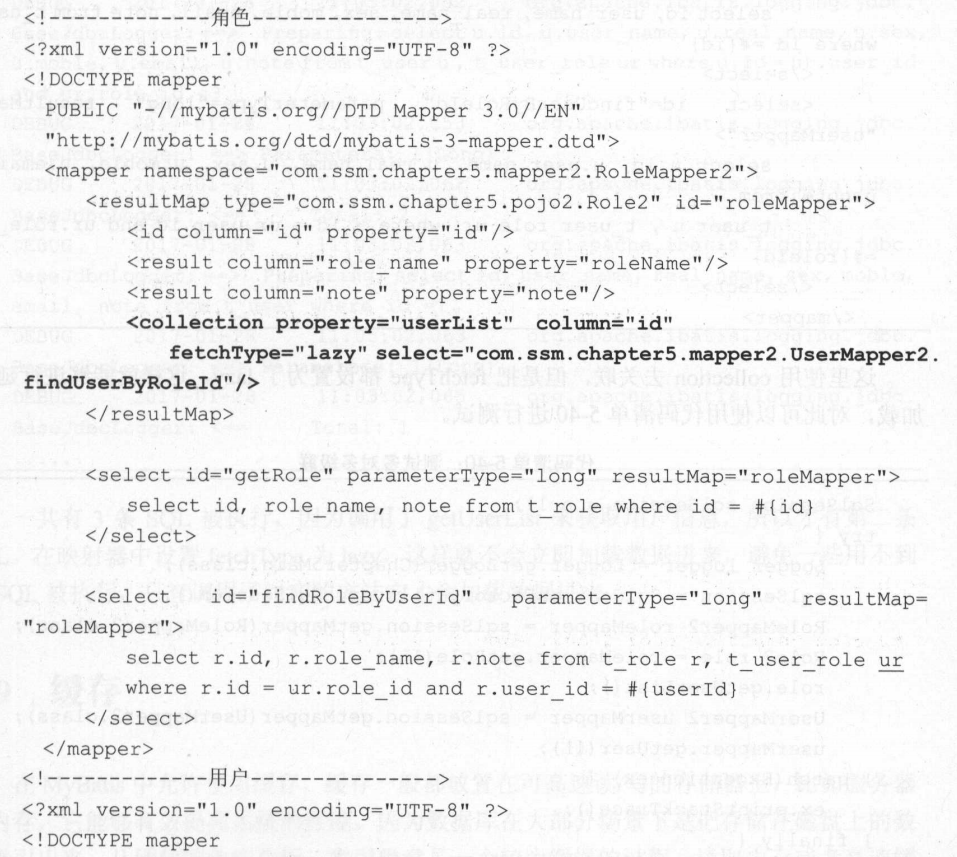 <!--------------角色-------------------->
<?xml version="1.0" encoding="UTF-8" ?>
<!DOCTYPE mapper
PUBLIC "-//mybatis.org//DTD Mapper 3.0//EN"
"http://mybatis.org/dtd/mybatis-3-mapper.dtd">
<mapper namespace="com.ssm.chapter5.mapper2.RoleMapper2">
<resultMap type="com.ssm.chapter5.pojo2.Role2" id="roleMapper">
<id column="id" property="id"/>
<result column="role_name" property="roleName"/>
<result column="note" property="note"/>
<collection property="userList" column="id"
fetchType="lazy" select="com.ssm.chapter5.mapper2.UserMapper2.
findUserByRoleId"/>
</resultMap>
<select id="getRole" parameterType="long" resultMap="roleMapper">
select id, role_name, note from t_role where id = #{id}
</select>
<select id="findRoleByUserId" parameterType="long" resultMap=
"roleMapper">
select r.id, r.role_name, r.note from t_role r, t_user_role ur
where r.id = ur.role_id and r.user_id = #{userId}
</select>
</mapper>
<!--------------用户-------------------->
<?xml version="1.0" encoding="UTF-8" ?>
<!DOCTYPE mapper